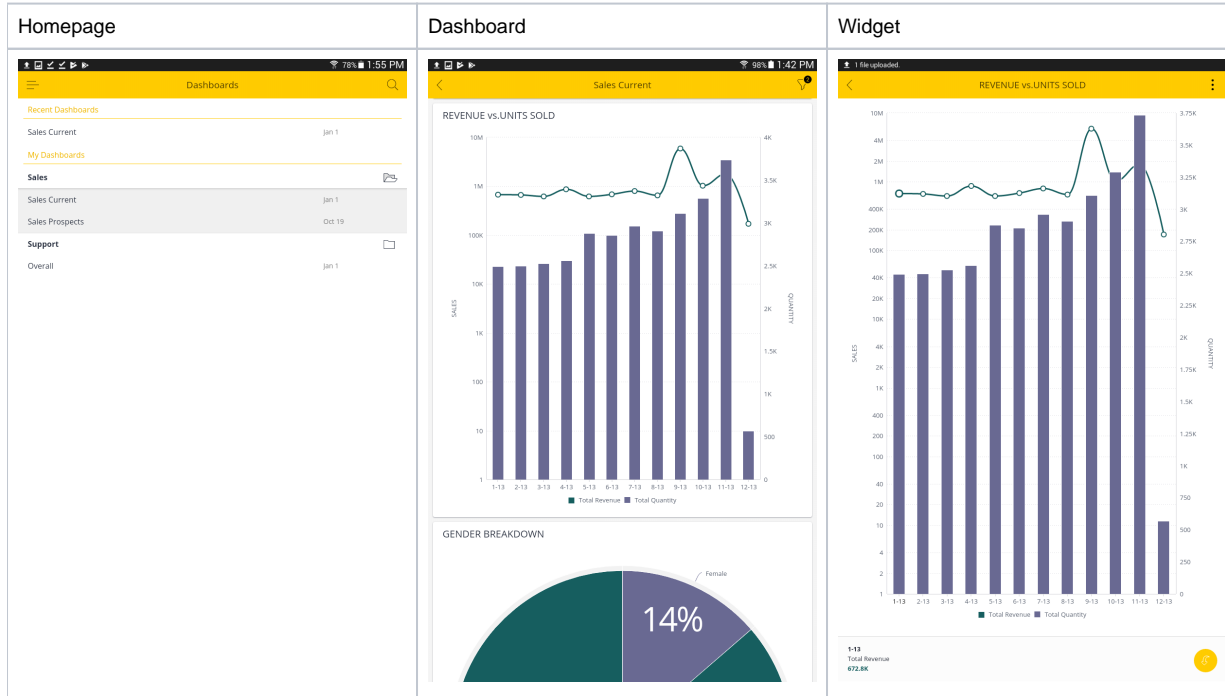 Homepage
Dashboard
Widget
78% 1:55 PM
Dashboards
Recent Dashboards
Sales Current Jan 1
My Dashboards
Sales
Sales Current Jan 1
Sales Prospects Oct 19
Support
Overall Jan 1
98% 1:42 PM
Sales Current 2
REVENUE vs.UNITS SOLD
10M 4K
3.5K
1M
3K
100K
2.5K
10K
SALES
QUANTITY
2K
1K
1.5K
100
1K
10
500
1 0
1-13 2-13 3-13 4-13 5-13 6-13 7-13 8-13 9-13 10-13 11-13 12-13
Total Revenue Total Quantity
GENDER BREAKDOWN
Female
14%
1 file uploaded.
REVENUE vs.UNITS SOLD
10M 3.75K
4M
3.5K
2M
3.25K
1M
400K 3K
200K
2.75K
100K
40K 2.5K
20K
2.25K
10K
4K 2K
SALES
QUANTITY
2K 1.75K
1K
1.5K
400
200 1.25K
100
1K
40
750
20
10 500
4
250
2
1 0
1-13 2-13 3-13 4-13 5-13 6-13 7-13 8-13 9-13 10-13 11-13 12-13
Total Revenue Total Quantity
1-13
Total Revenue
672.8K